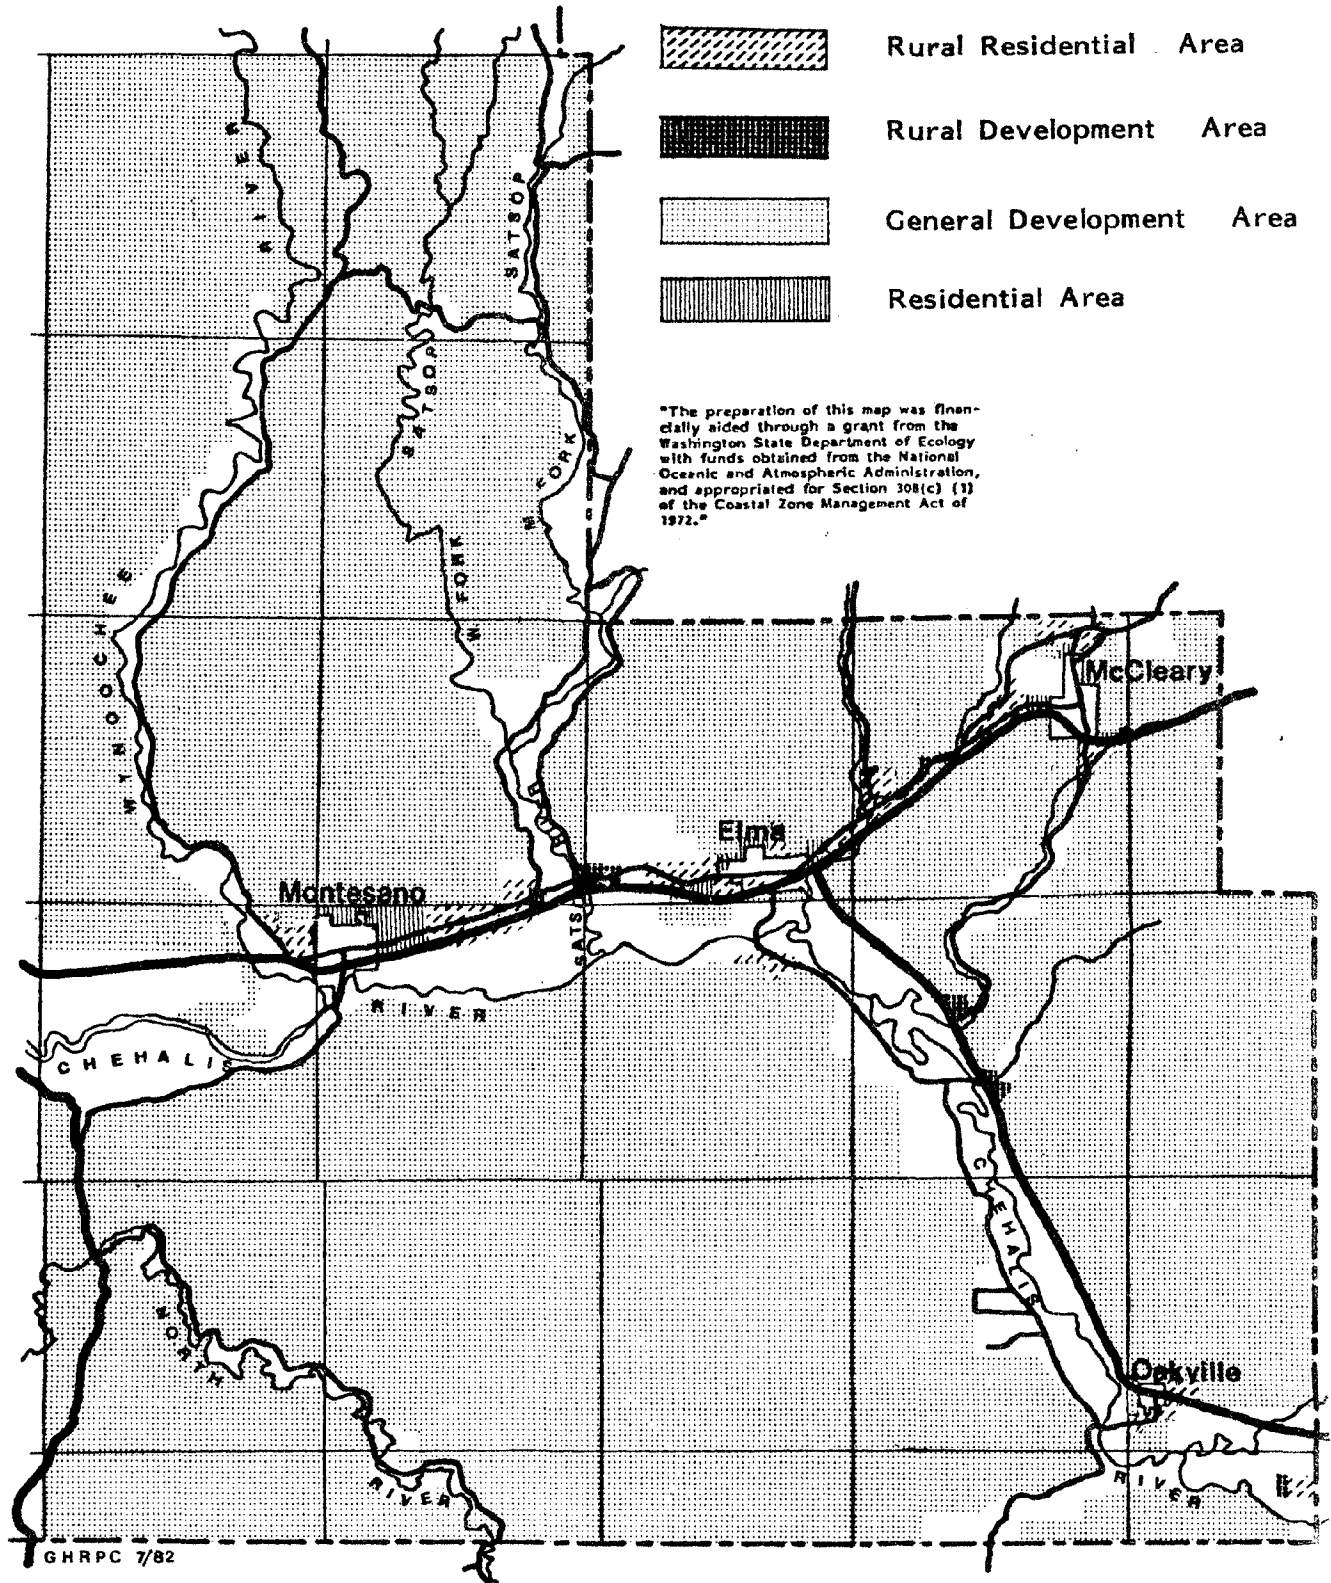 Rural Residential Area
Rural Development Area
General Development Area
Residential Area
"The preparation of this map was finan-
cially aided through a grant from the
Washington State Department of Ecology
with funds obtained from the National
Oceanic and Atmospheric Administration,
and appropriated for Section 308(c) (1)
of the Coastal Zone Management Act of
1972."
RIVER
SATSOP
SATSOP
FORK
M
W FORK
WYNOOCHEE
McCleary
Elma
Montesano
SATS
RIVER
CHEHALIS
CHEHALIS
NORTH
Oakville
RIVER
RIVER
GHRPC 7/82